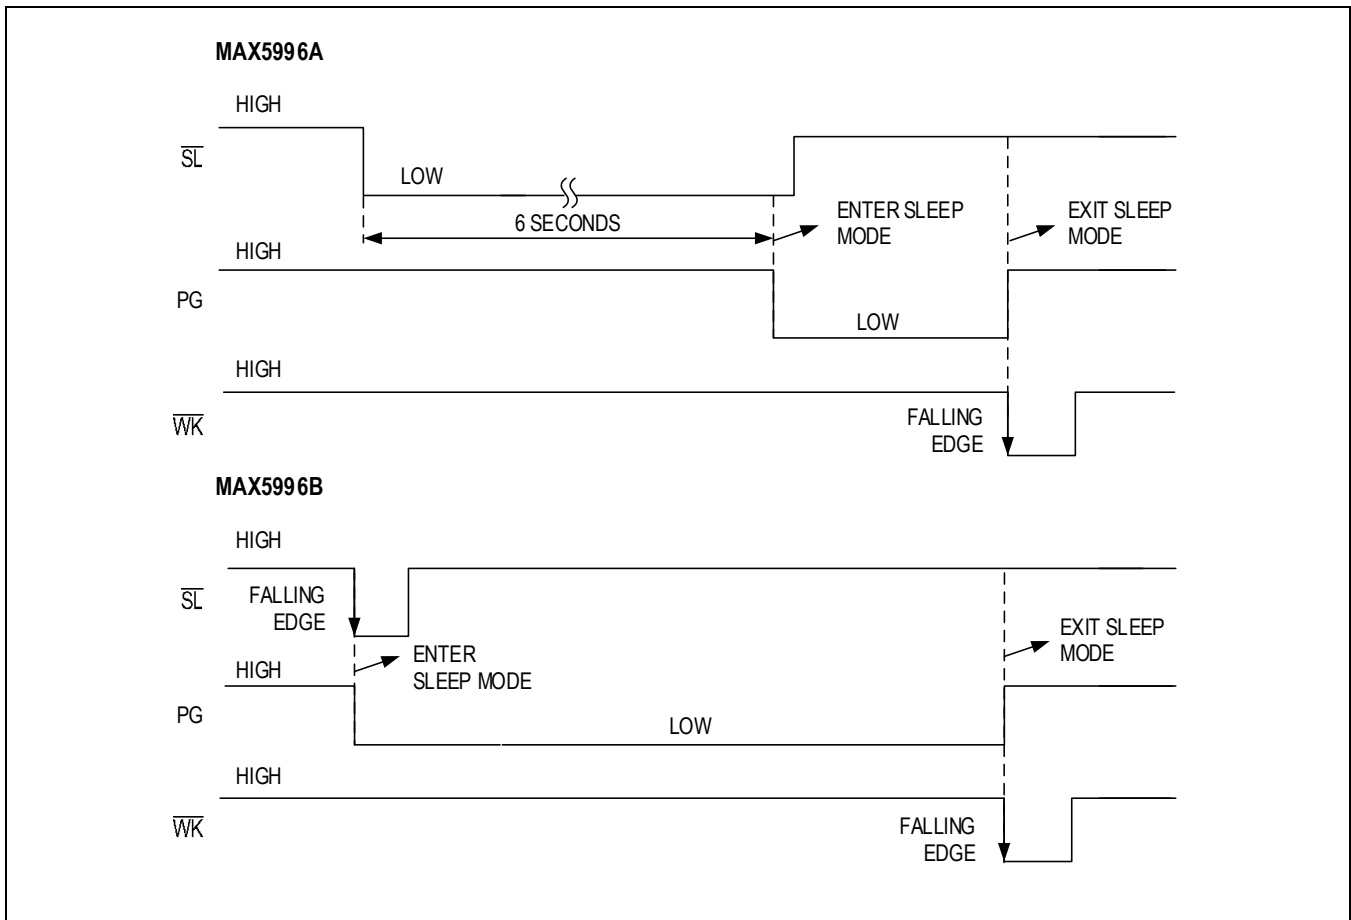 MAX5996A
HIGH
SL
LOW
6 SECONDS
ENTER SLEEP
MODE
EXIT SLEEP
MODE
HIGH
PG
LOW
HIGH
WK
FALLING
EDGE
MAX5996B
HIGH
SL
FALLING
EDGE
ENTER
SLEEP MODE
EXIT SLEEP
MODE
HIGH
PG
LOW
HIGH
WK
FALLING
EDGE